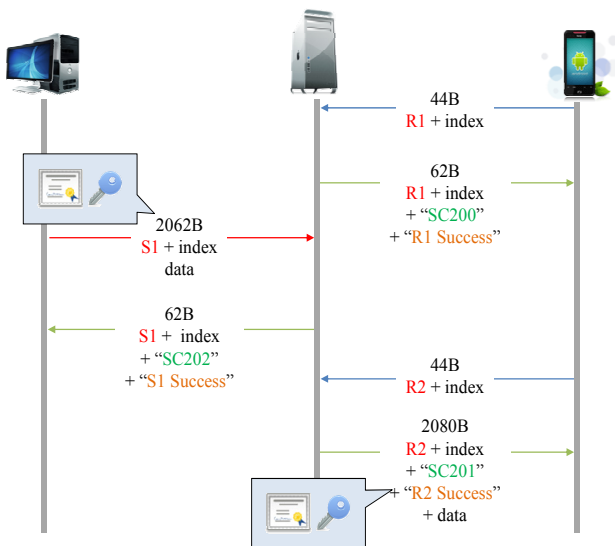 44B
R1 + index
62B
R1 + index
+ “SC200”
+ “R1 Success”
2062B
S1 + index
data
62B
S1 + index
+ “SC202”
+ “S1 Success”
44B
R2 + index
2080B
R2 + index
+ “SC201”
+ “R2 Success”
+ data